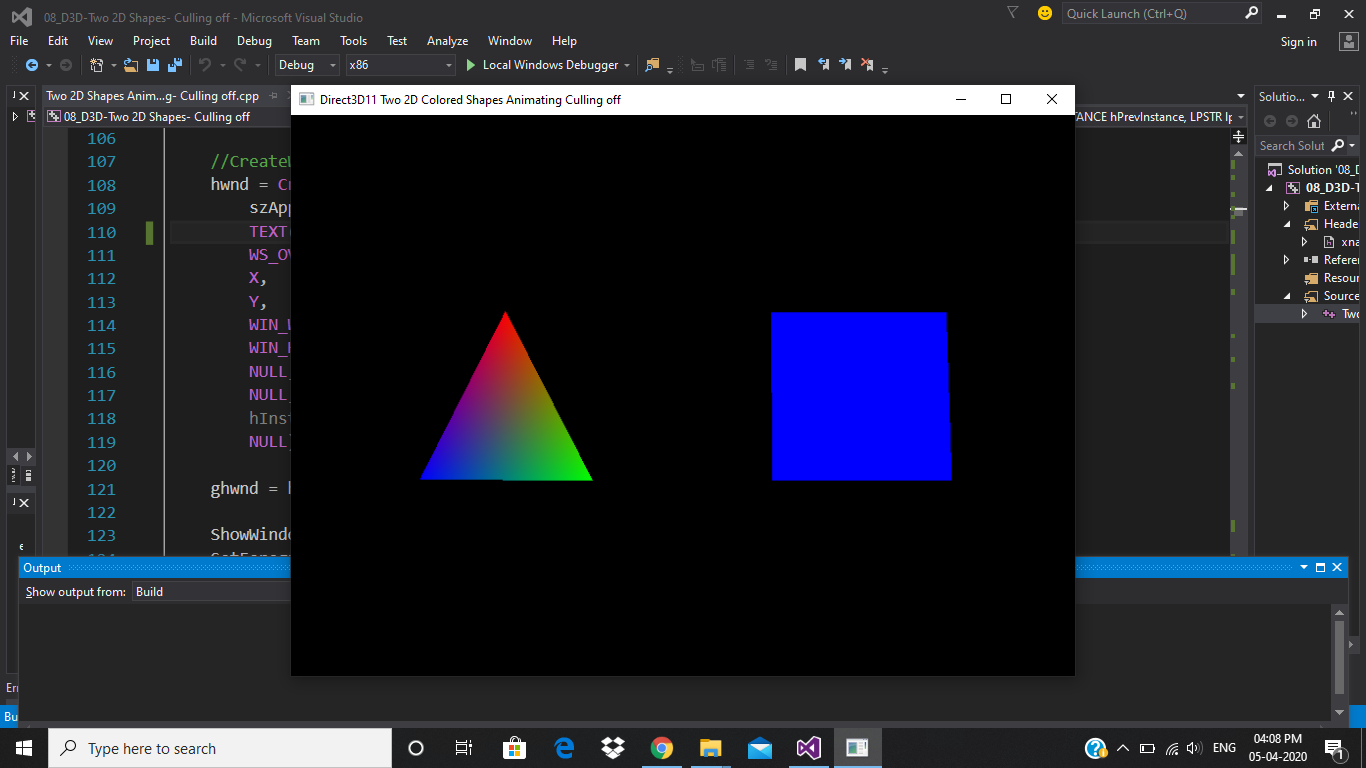 08_D3D-Two 2D Shapes- Culling off - Microsoft Visual Studio
Quick Launch (Ctrl+Q)
File Edit View Project Build Debug Team Tools Test Analyze Window Help
Sign in
Debug x86 Local Windows Debugger
Two 2D Shapes Anim...g- Culling off.cpp
Direct3D11 Two 2D Colored Shapes Animating Culling off
Solutio...
08_D3D-Two 2D Shapes- Culling off
ANCE hPrevInstance, LPSTR
Search Solut
106
107 //Create
108 hwnd = Cr
109 szApp
110 TEXT
111 WS_OV
112 X,
113 Y,
114 WIN_W
115 WIN_H
116 NULL,
117 NULL,
118 hInst
119 NULL
120
121 ghwnd =
122
123 ShowWindo
Solution '08_D
08_D3D-T
Externa
Heade
xna
Referen
Resour
Source
Two
Output
Show output from: Build
Err
Bu
Type here to search
ENG
04:08 PM
05-04-2020
1